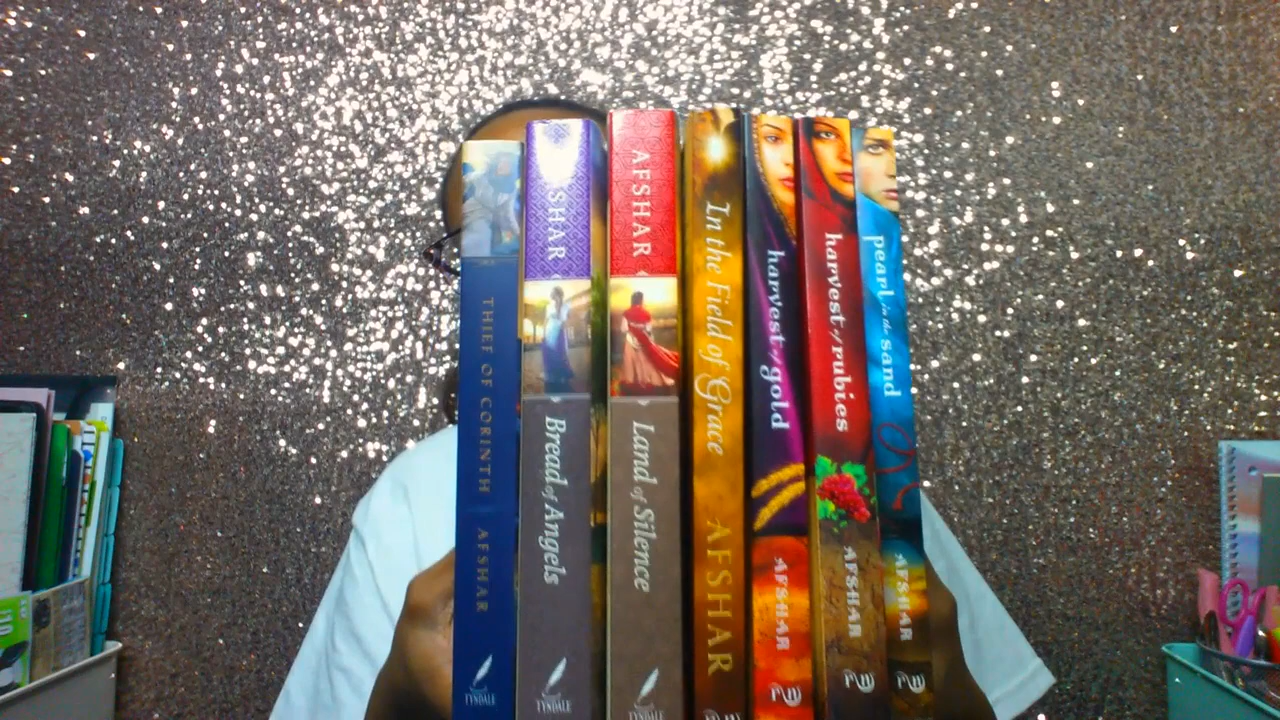 THIEF OF CORINTH AFSHAR
TYNDALE
SHAR
Bread of Angels
TYNDALE
AFSHAR
Land of Silence
TYNDALE
In the Field of Grace AFSHAR
harvest of gold AFSHAR
harvest of rubies AFSHAR
pearl in the sand AFSHAR